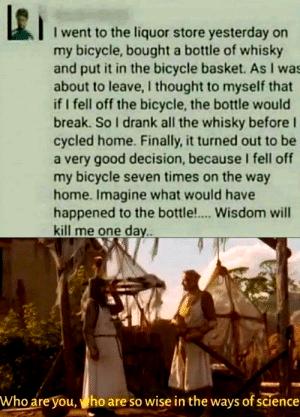 I went to the liquor store yesterday on
my bicycle, bought a bottle of whisky
and put it in the bicycle basket. As I was
about to leave, I thought to myself that
if I fell off the bicycle, the bottle would
break. So I drank all the whisky before I
cycled home. Finally, it turned out to be
a very good decision, because I fell off
my bicycle seven times on the way
home. Imagine what would have
happened to the bottle!.... Wisdom will
kill me one day..
Who are you, who are so wise in the ways of science